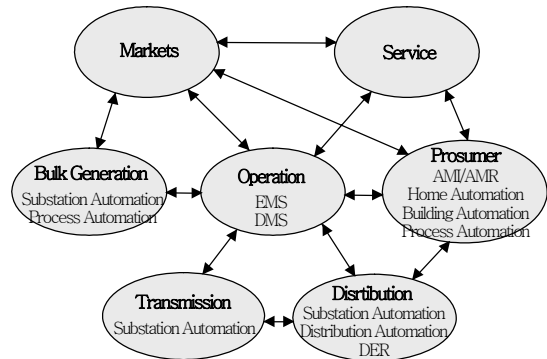 Markets
Service
Bulk Generation
Substation Automation
Process Automation
Operation
EMS
DMS
Prosumer
AMI/AMR
Home Automation
Building Automation
Process Automation
Transmission
Substation Automation
Disrtibution
Substation Automation
Distribution Automation
DER